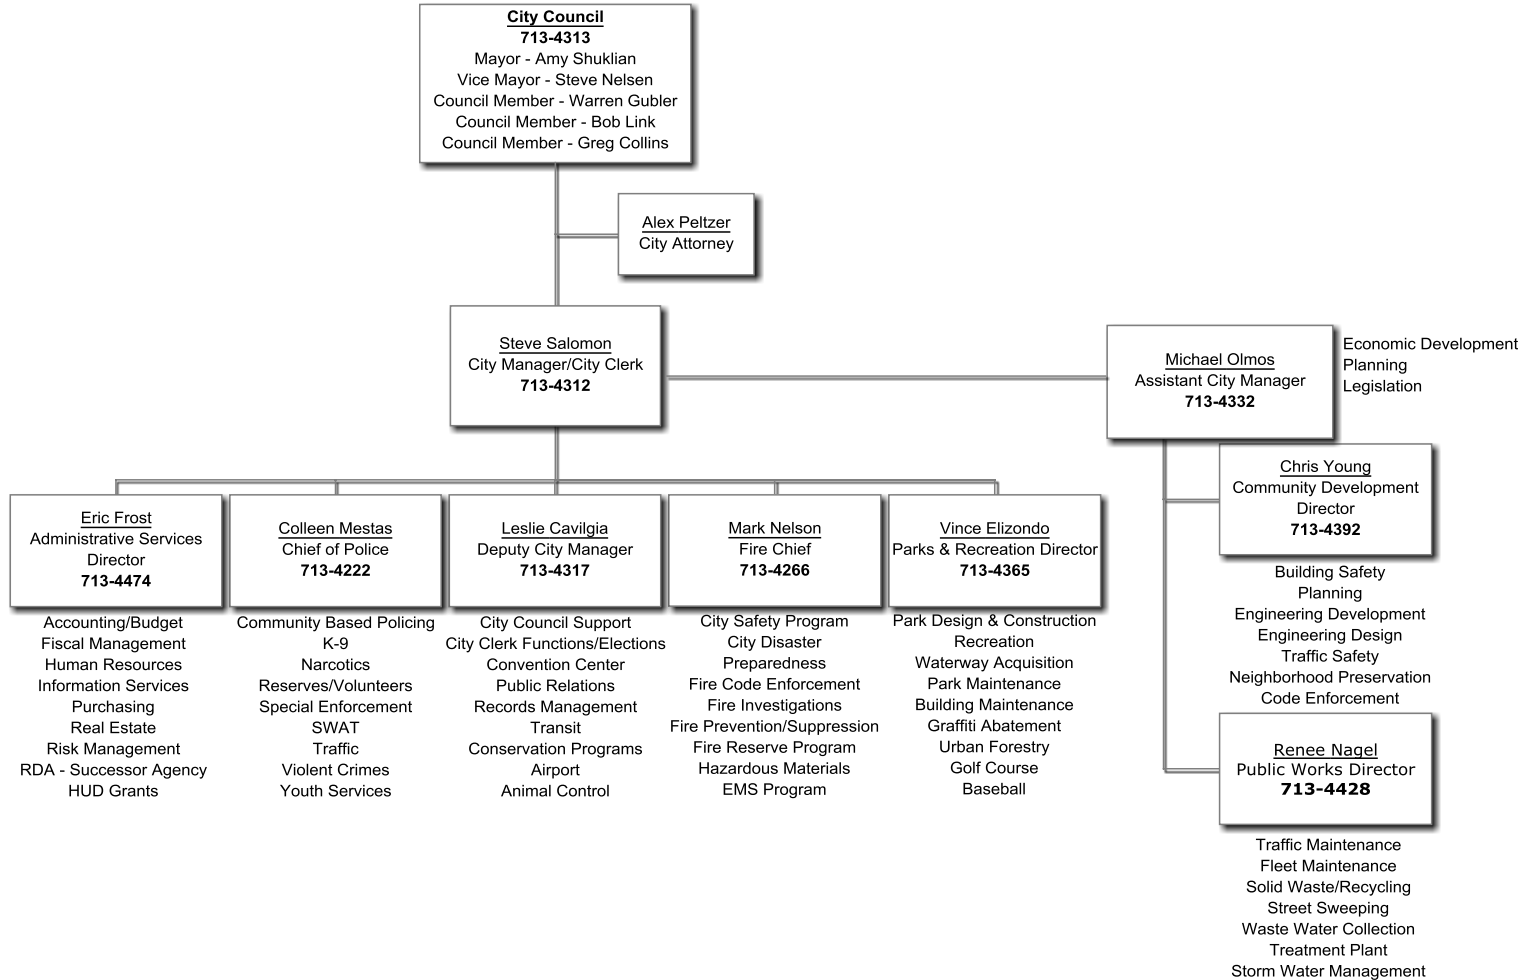 City Council
713-4313
Mayor - Amy Shuklian
Vice Mayor - Steve Nelsen
Council Member - Warren Gubler
Council Member - Bob Link
Council Member - Greg Collins
Alex Peltzer
City Attorney
Steve Salomon
City Manager/City Clerk
713-4312
Michael Olmos
Assistant City Manager
713-4332
Economic Development
Planning
Legislation
Eric Frost
Administrative Services
Director
713-4474
Accounting/Budget
Fiscal Management
Human Resources
Information Services
Purchasing
Real Estate
Risk Management
RDA - Successor Agency
HUD Grants
Colleen Mestas
Chief of Police
713-4222
Community Based Policing
K-9
Narcotics
Reserves/Volunteers
Special Enforcement
SWAT
Traffic
Violent Crimes
Youth Services
Leslie Cavilgia
Deputy City Manager
713-4317
City Council Support
City Clerk Functions/Elections
Convention Center
Public Relations
Records Management
Transit
Conservation Programs
Airport
Animal Control
Mark Nelson
Fire Chief
713-4266
City Safety Program
City Disaster
Preparedness
Fire Code Enforcement
Fire Investigations
Fire Prevention/Suppression
Fire Reserve Program
Hazardous Materials
EMS Program
Vince Elizondo
Parks & Recreation Director
713-4365
Park Design & Construction
Recreation
Waterway Acquisition
Park Maintenance
Building Maintenance
Graffiti Abatement
Urban Forestry
Golf Course
Baseball
Chris Young
Community Development
Director
713-4392
Building Safety
Planning
Engineering Development
Engineering Design
Traffic Safety
Neighborhood Preservation
Code Enforcement
Renee Nagel
Public Works Director
713-4428
Traffic Maintenance
Fleet Maintenance
Solid Waste/Recycling
Street Sweeping
Waste Water Collection
Treatment Plant
Storm Water Management